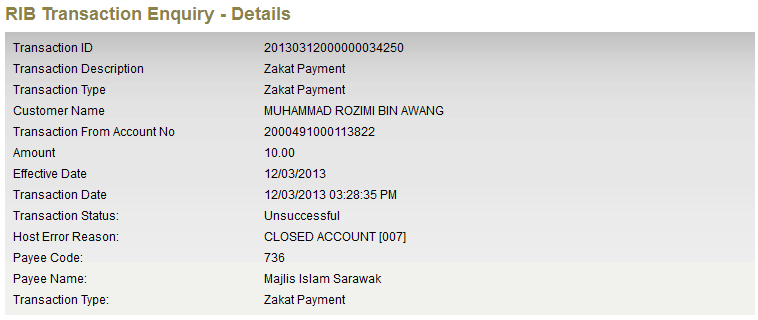 RIB Transaction Enquiry - Details
Transaction ID 20130312000000034250
Transaction Description Zakat Payment
Transaction Type Zakat Payment
Customer Name MUHAMMAD ROZIMI BIN AWANG
Transaction From Account No 2000491000113822
Amount 10.00
Effective Date 12/03/2013
Transaction Date 12/03/2013 03:28:35 PM
Transaction Status: Unsuccessful
Host Error Reason: CLOSED ACCOUNT [007]
Payee Code: 736
Payee Name: Majlis Islam Sarawak
Transaction Type: Zakat Payment